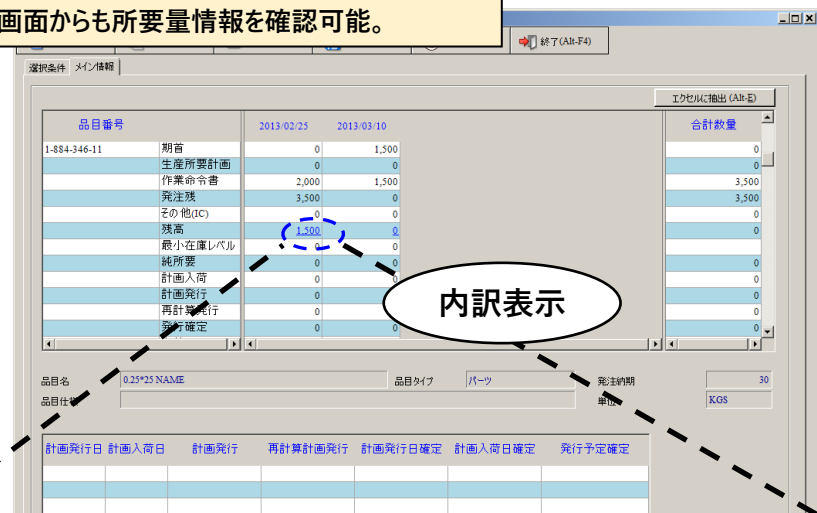 画面からも所要量情報を確認可能。
終了(Alt-F4)
選択条件 メイン情報
エクセルに抽出 (Alt-E)
品目番号 2013/02/25 2013/03/10 合計数量
1-884-346-11 期首 0 1,500 0
生産所要計画 0 0 0
作業命令書 2,000 1,500 3,500
発注残 3,500 0 3,500
その他(IC) 0 0 0
残高 1,500 0 0
最小在庫レベル 0 0
純所要 0 0 0
計画入荷 0 0 0
計画発行 0 0
再計算発行 0 0
発行確定 0 0 0
内訳表示
品目名 0.25*25 NAME 品目タイプ パーツ 発注納期 30
品目仕様 単位 KGS
計画発行日 計画入荷日 計画発行 再計算計画発行 計画発行日確定 計画入荷日確定 発行予定確定